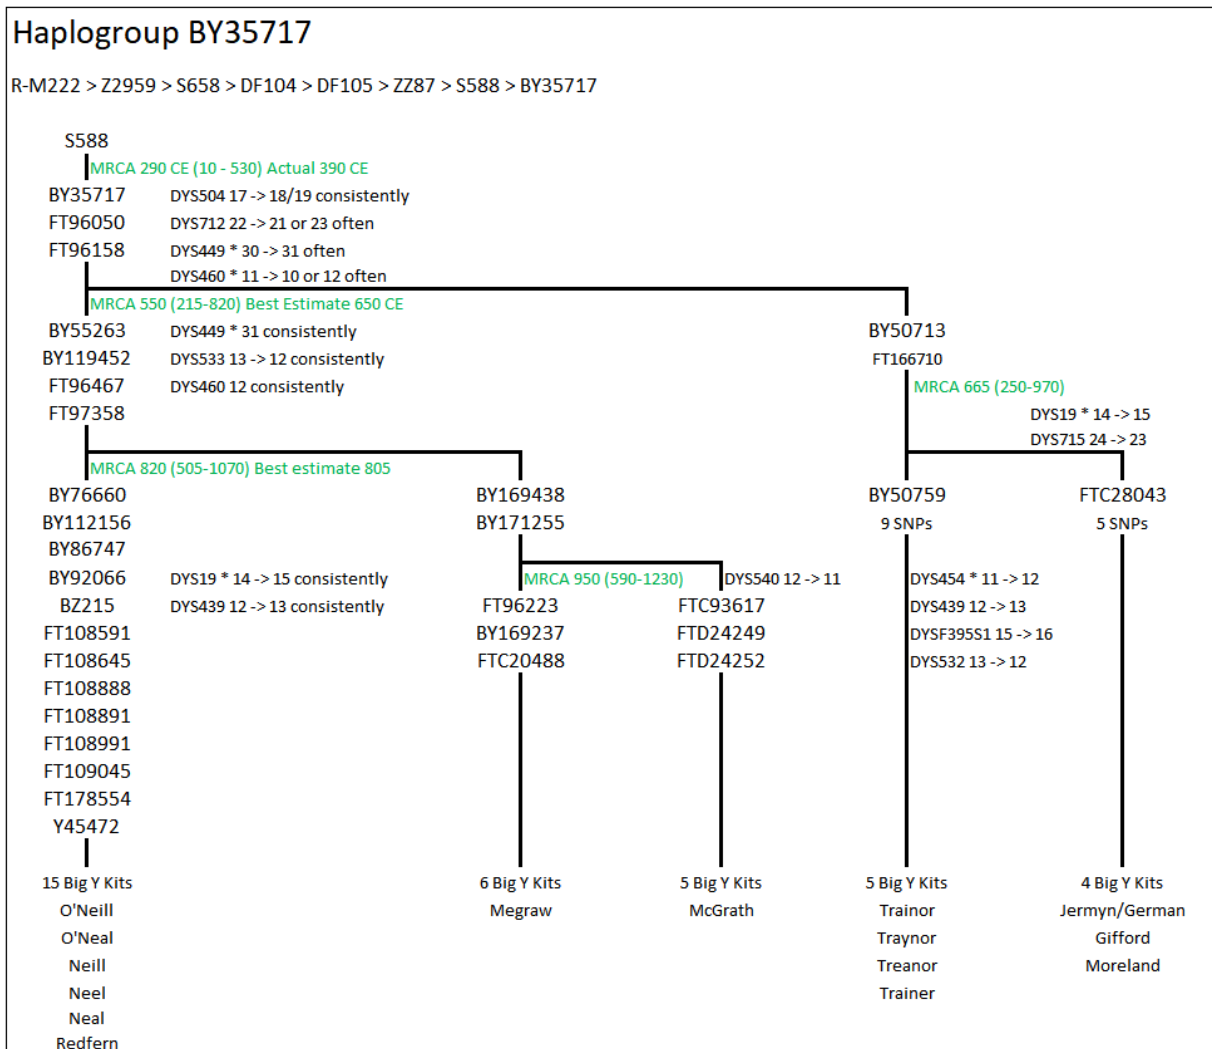 Haplogroup BY35717
R-M222 > Z2959 > S658 > DF104 > DF105 > ZZ87 > S588 > BY35717
S588
MRCA 290 CE (10 - 530) Actual 390 CE
BY35717 DYS504 17 -> 18/19 consistently
FT96050 DYS712 22 -> 21 or 23 often
FT96158 DYS449 * 30 -> 31 often
DYS460 * 11 -> 10 or 12 often
MRCA 550 (215-820) Best Estimate 650 CE
BY55263 DYS449 * 31 consistently BY50713
BY119452 DYS533 13 -> 12 consistently FT166710
FT96467 DYS460 12 consistently MRCA 665 (250-970)
FT97358 DYS19 * 14 -> 15
DYS715 24 -> 23
MRCA 820 (505-1070) Best estimate 805
BY76660 BY169438 BY50759 FTC28043
BY112156 BY171255 9 SNPs 5 SNPs
BY86747
BY92066 DYS19 * 14 -> 15 consistently MRCA 950 (590-1230) DYS540 12 -> 11 DYS454 * 11 -> 12
BZ215 DYS439 12 -> 13 consistently FT96223 FTC93617 DYS439 12 -> 13
FT108591 BY169237 FTD24249 DYSF395S1 15 -> 16
FT108645 FTC20488 FTD24252 DYS532 13 -> 12
FT108888
FT108891
FT108991
FT109045
FT178554
Y45472
15 Big Y Kits 6 Big Y Kits 5 Big Y Kits 5 Big Y Kits 4 Big Y Kits
O'Neill Megraw McGrath Trainor Jermyn/German
O'Neal Traynor Gifford
Neill Treanor Moreland
Neel Trainer
Neal
Redfern